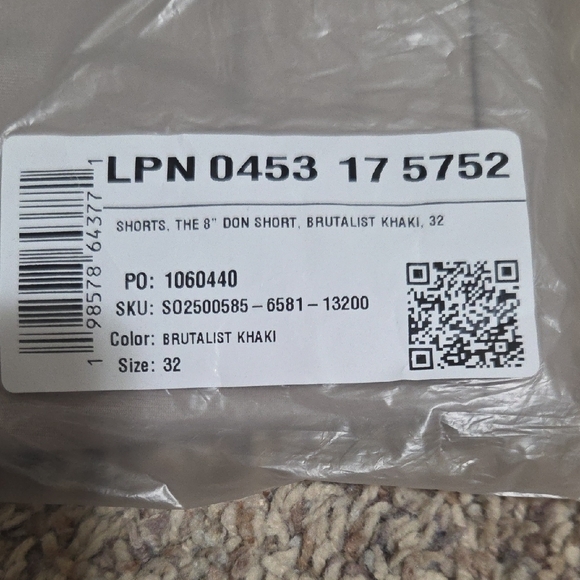 LPN 0453 17 5752
SHORTS, THE 8" DON SHORT, BRUTALIST KHAKI, 32
PO: 1060440
SKU: SO2500585-6581-13200
Color: BRUTALIST KHAKI
Size: 32
1 98578 64377 1